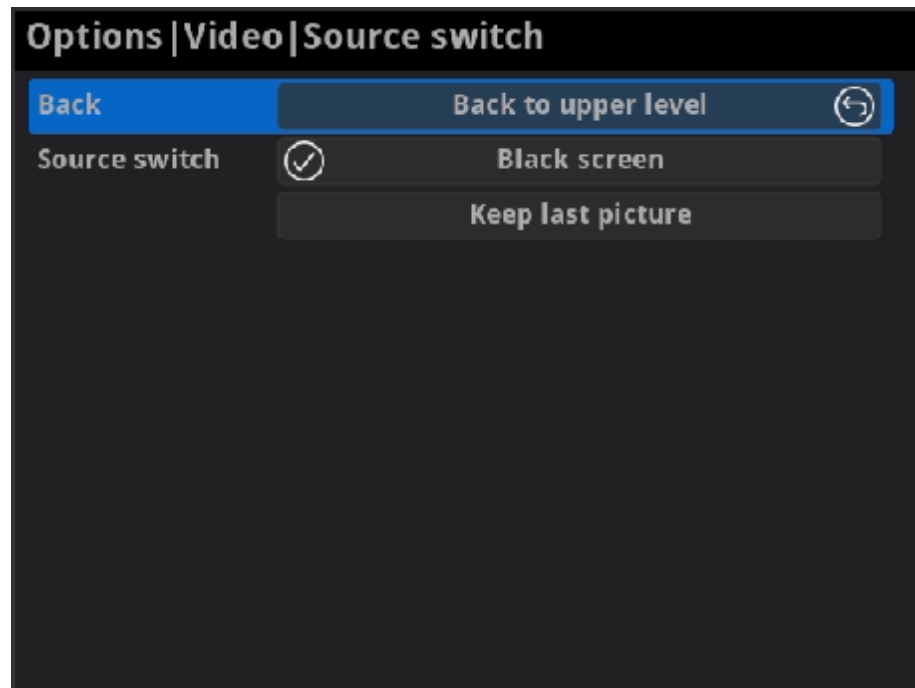 Options|Video|Source switch
Back Back to upper level
Source switch Black screen
Keep last picture